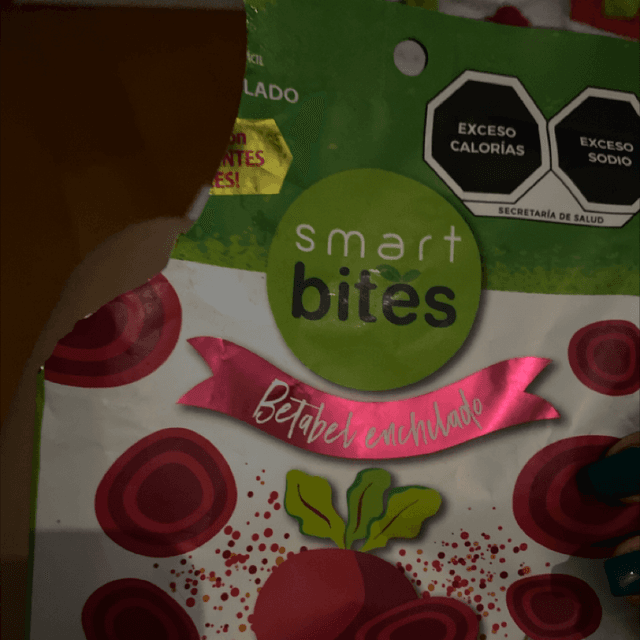 LADO
EXCESO
CALORÍAS
EXCESO
SODIO
SECRETARÍA DE SALUD
smart
bites
Betabel enchilado